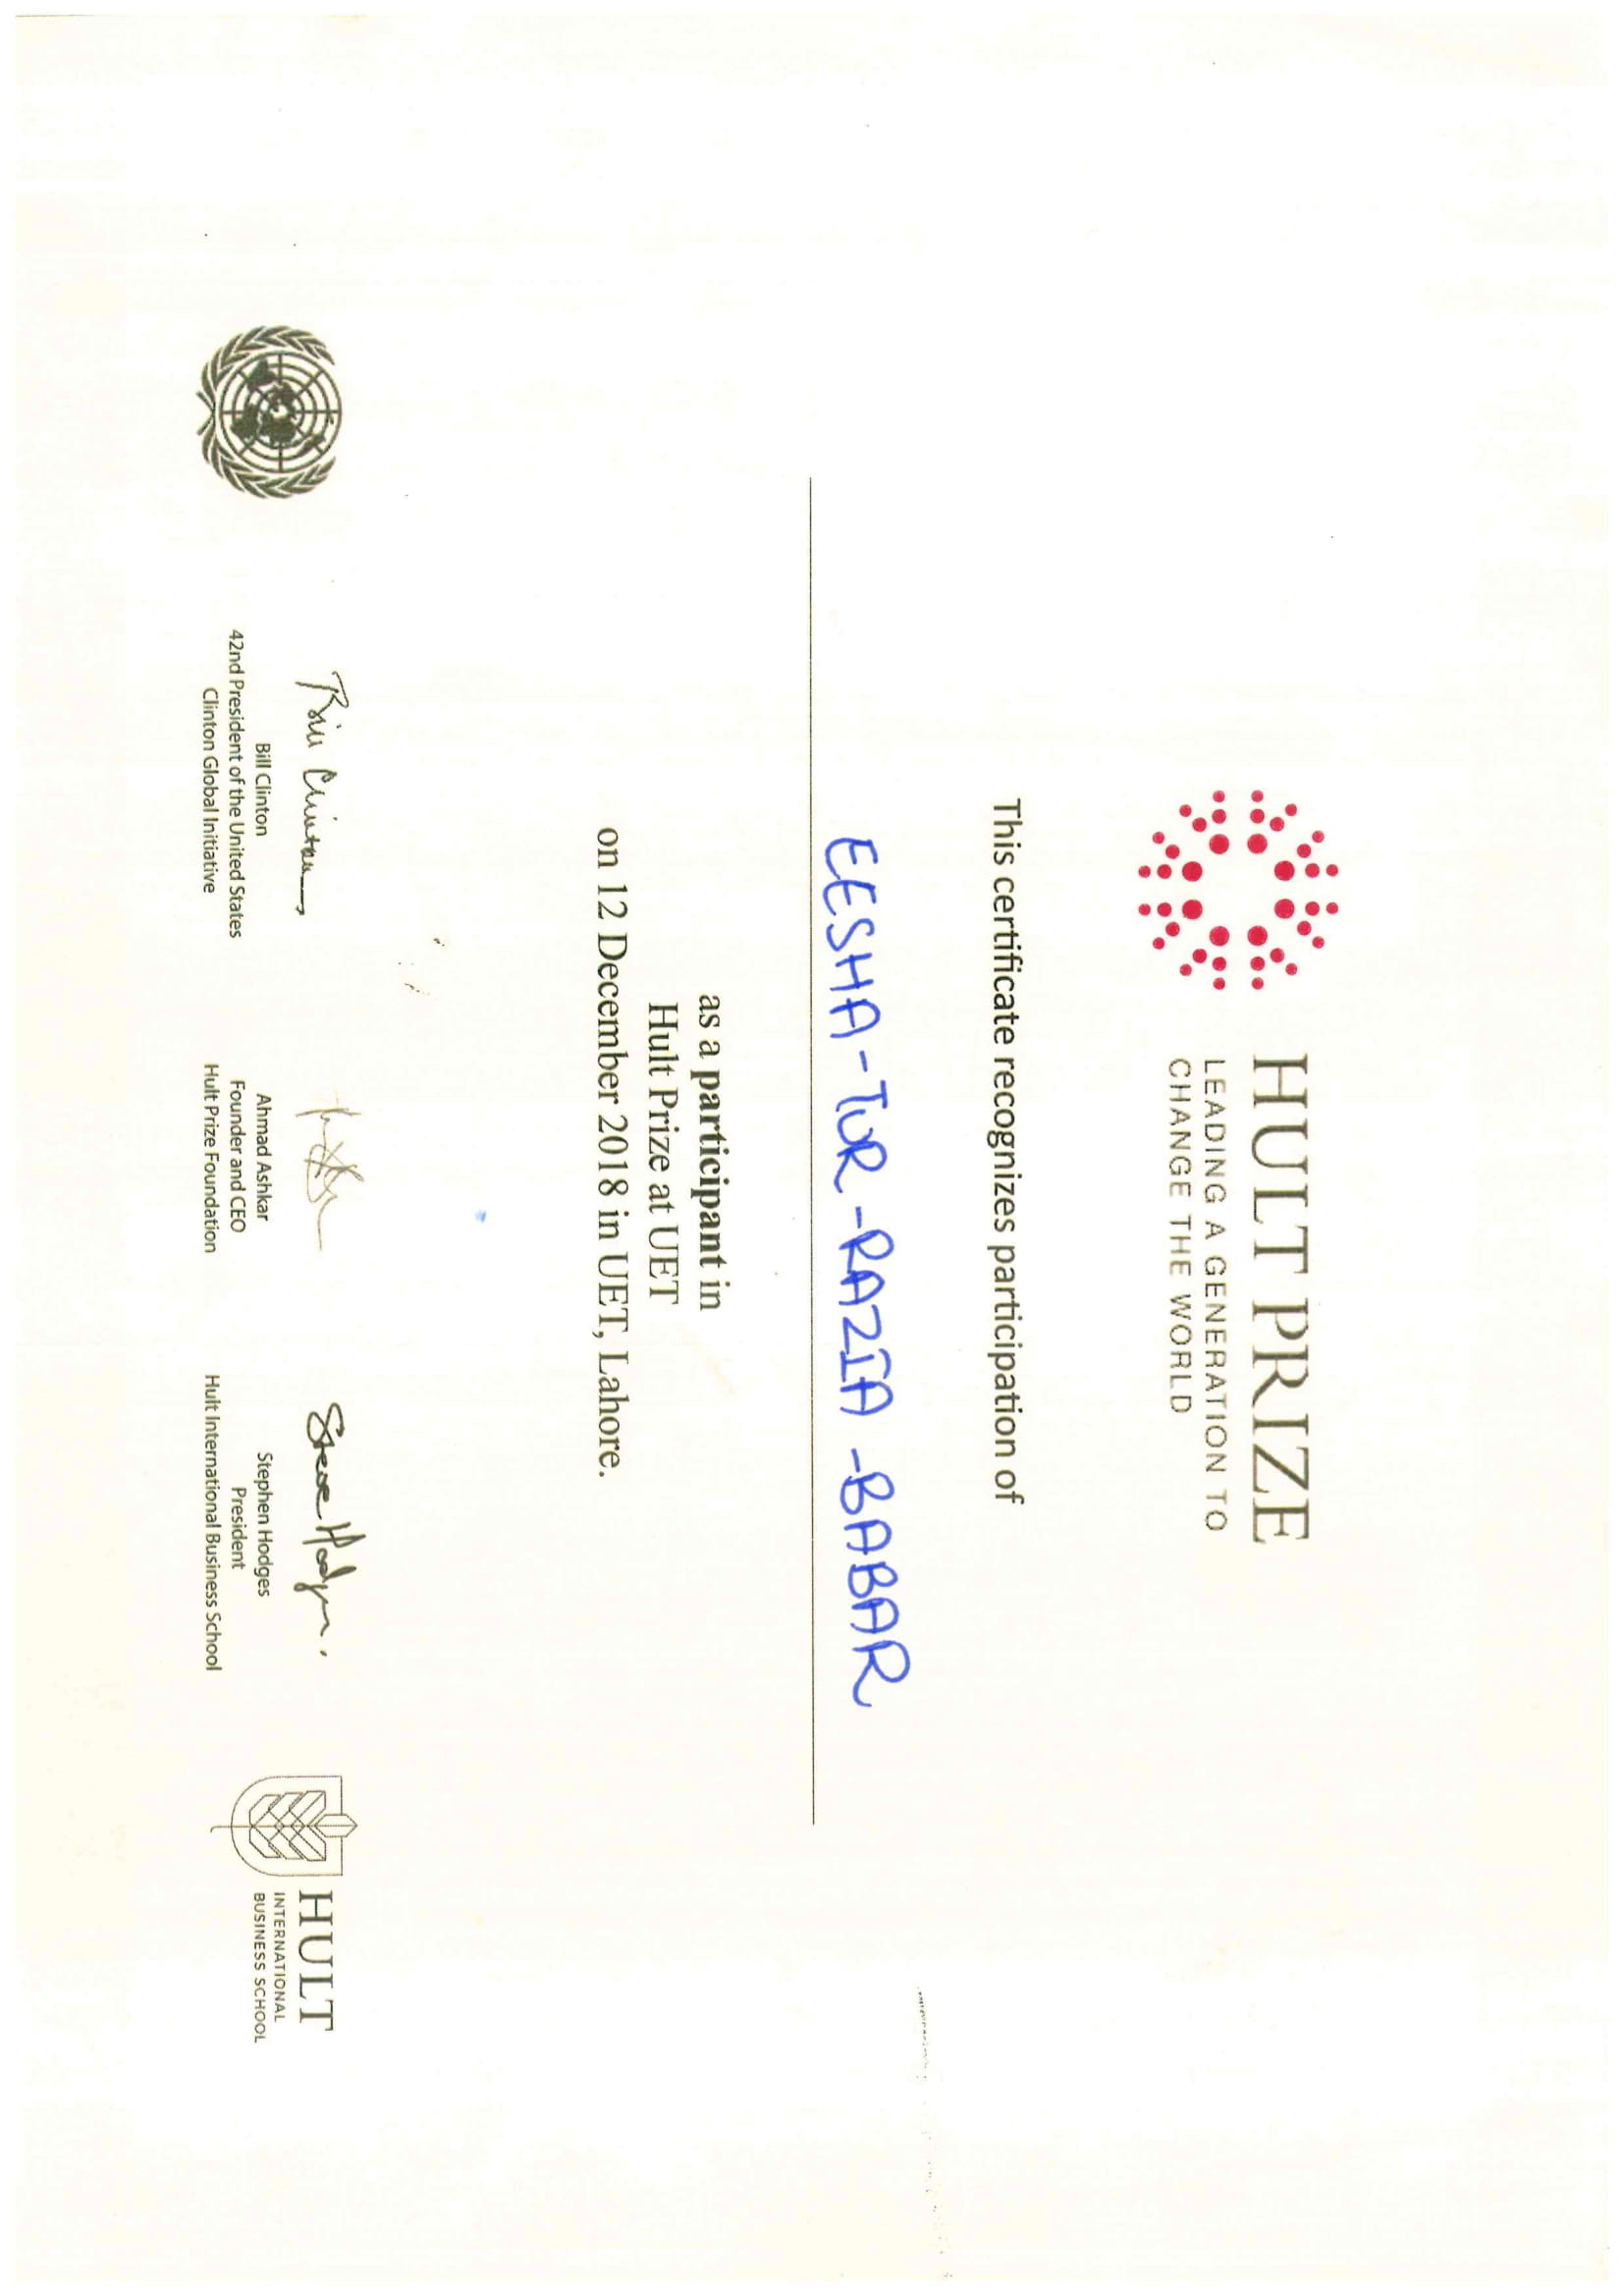 HULT PRIZE
LEADING A GENERATION TO
CHANGE THE WORLD
This certificate recognizes participation of
EESHA-TUR-RAZIA-BABAR
as a participant in
Hult Prize at UET
on 12 December 2018 in UET, Lahore.
Bill Clinton
Bill Clinton
42nd President of the United States
Clinton Global Initiative
Ahmad Ashkar
Founder and CEO
Hult Prize Foundation
Steve Hodges.
Stephen Hodges
President
Hult International Business School
HULT
INTERNATIONAL
BUSINESS SCHOOL